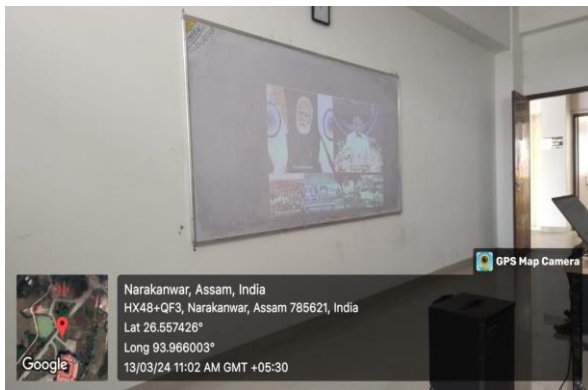 GPS Map Camera
Narakanwar, Assam, India
HX48+QF3, Narakanwar, Assam 785621, India
Lat 26.557426°
Long 93.966003°
13/03/24 11:02 AM GMT +05:30
Google